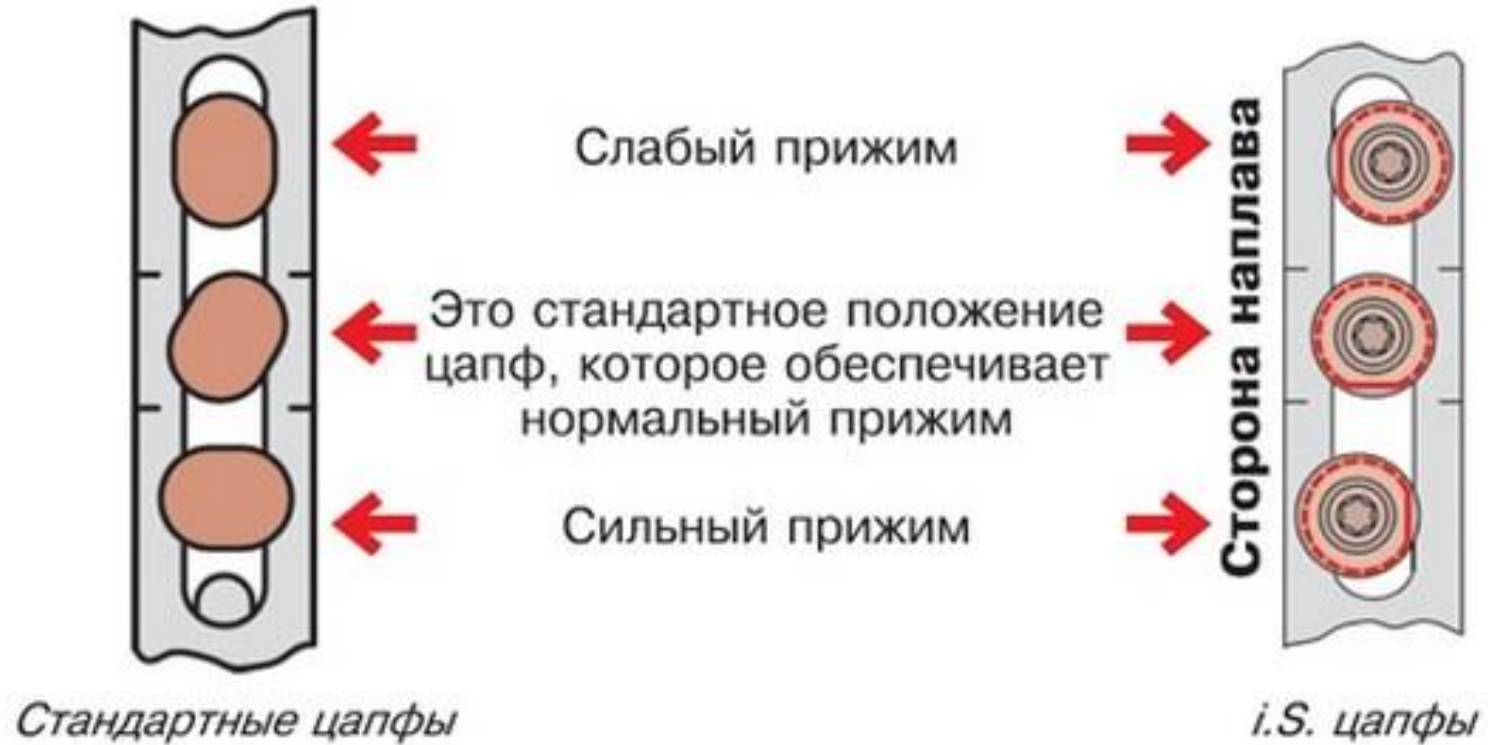 Слабый прижим
Это стандартное положение
цапф, которое обеспечивает
нормальный прижим
Сильный прижим
Сторона наплава
Стандартные цапфы
i.S. цапфы